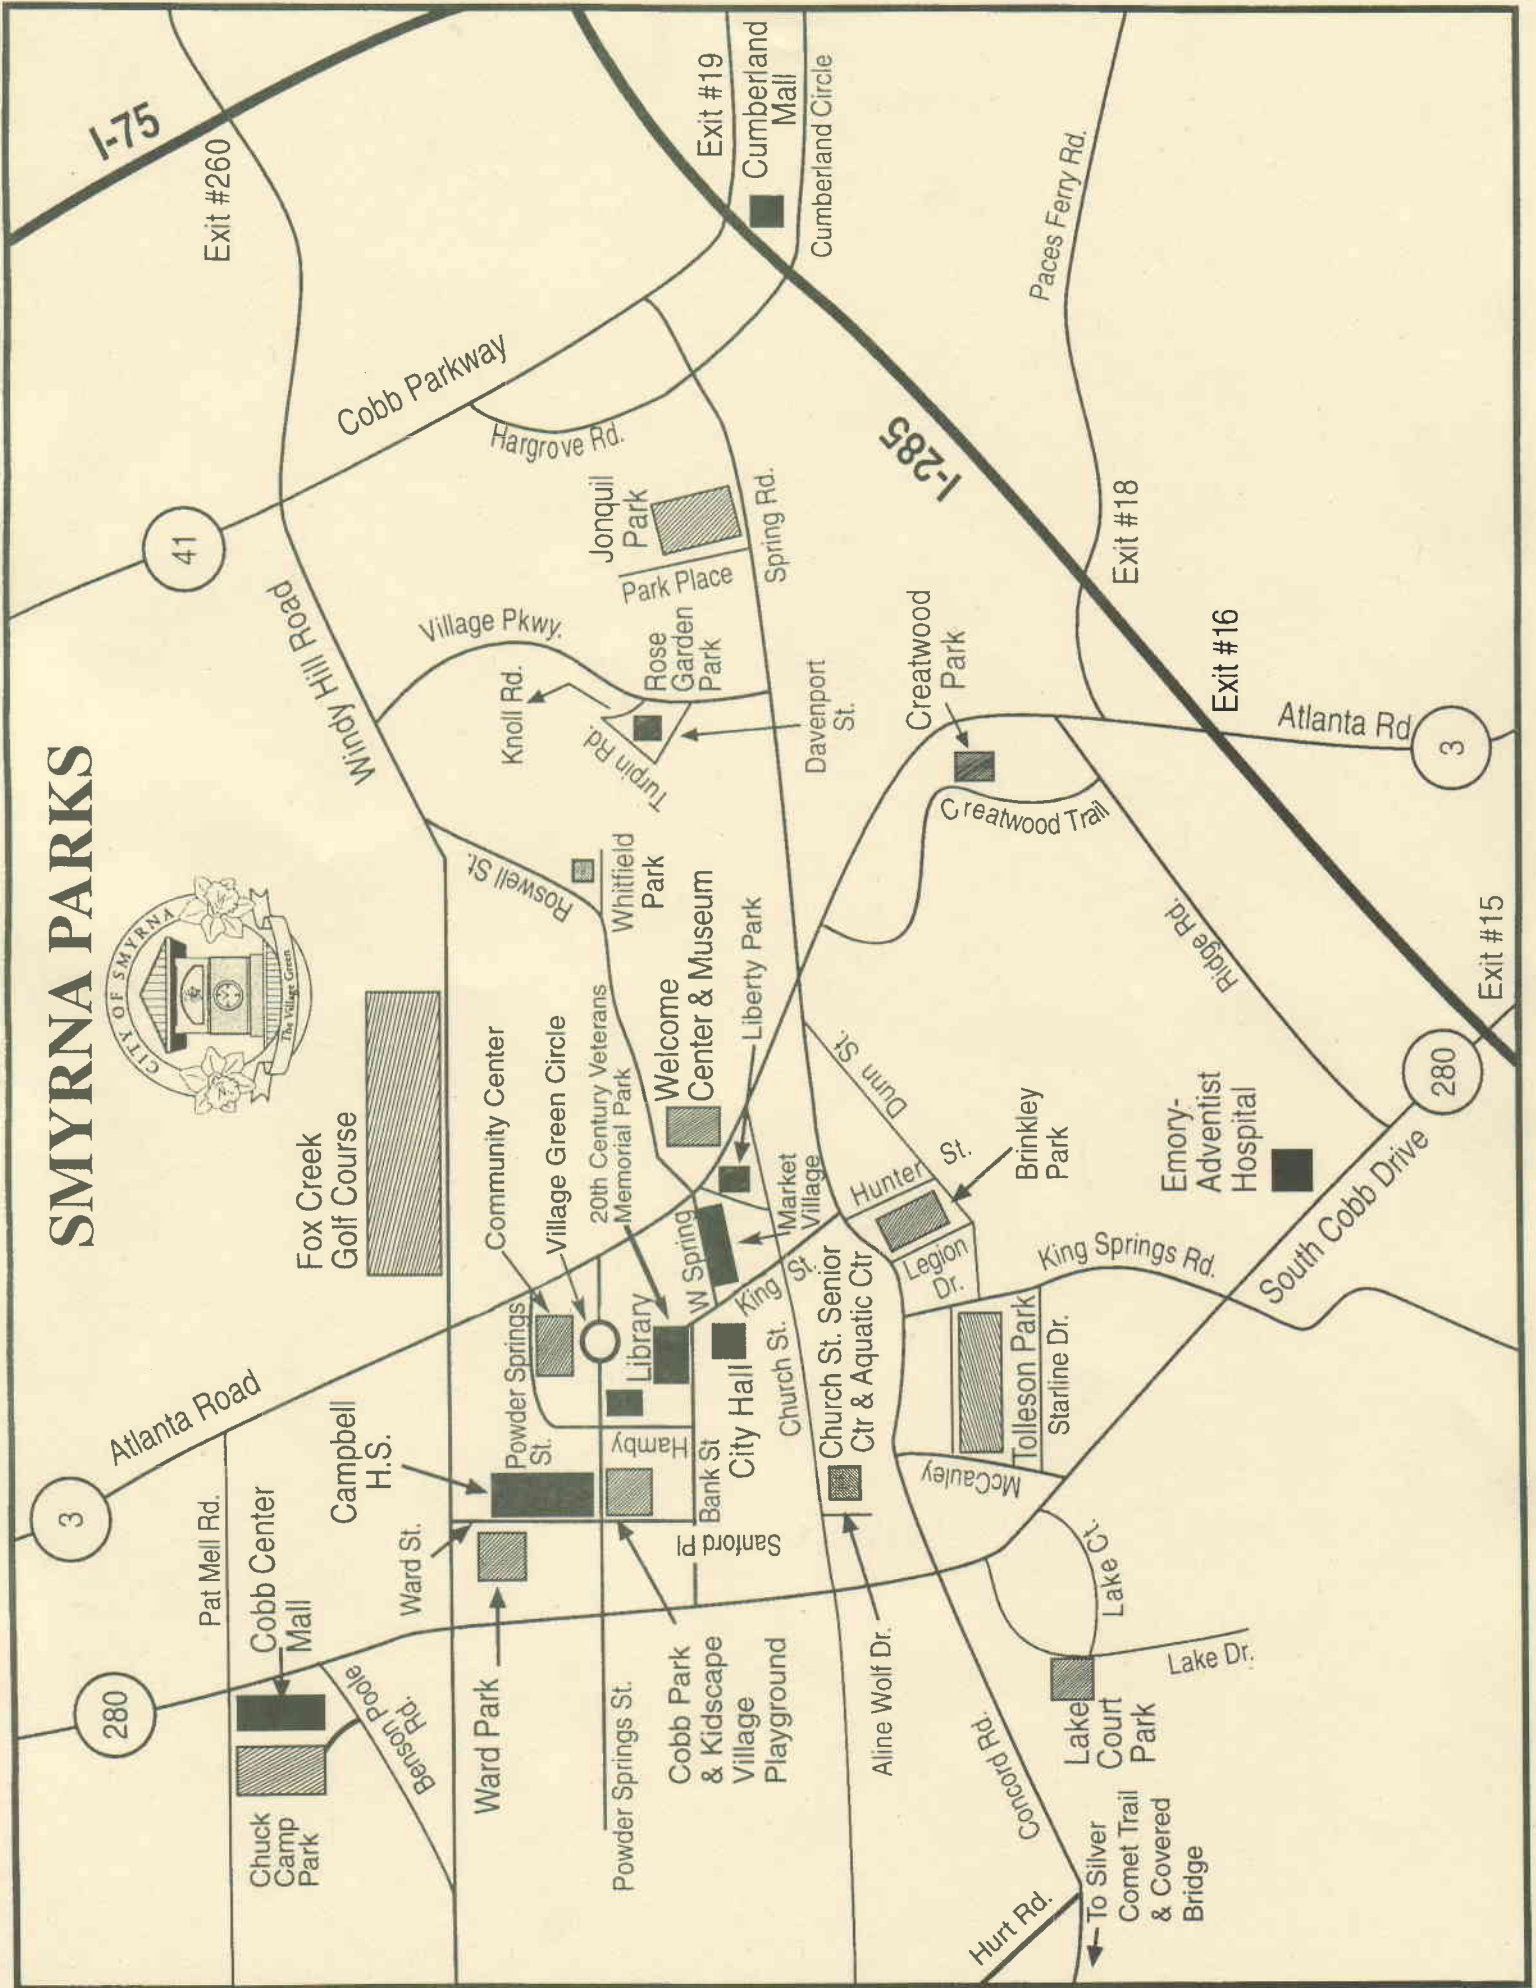 SMYRNA PARKS
CITY OF SMYRNA
The Village Green
3
Atlanta Road
Pat Mell Rd.
280
Cobb Center
Mall
Chuck
Camp
Park
Benson Poole
Rd.
Fox Creek
Golf Course
Windy Hill Road
41
Cobb Parkway
I-75
Exit #260
Hargrove Rd.
Exit #19
Cumberland
Mall
Cumberland Circle
Campbell
H.S.
Ward St.
Ward Park
Powder Springs
St.
Powder Springs St.
Community Center
Village Green Circle
20th Century Veterans
Memorial Park
Library
Hamby
Bank St
City Hall
Sanford Pl
Cobb Park
& Kidscape
Village
Playground
Roswell St.
Whitfield
Park
Welcome
Center & Museum
Liberty Park
Market
Village
W Spring
King St.
Church St.
Village Pkwy.
Knoll Rd.
Turpin Rd.
Rose
Garden
Park
Davenport
St.
Jonquil
Park
Park Place
Spring Rd.
Church St. Senior
Ctr & Aquatic Ctr
Aline Wolf Dr.
Dunn St.
Hunter St.
Legion
Dr.
Brinkley
Park
Creatwood
Park
Creatwood Trail
I-285
Paces Ferry Rd.
Exit #18
Exit #16
Atlanta Rd
3
Ridge Rd.
McCauley
Tolleson Park
Starline Dr.
King Springs Rd.
Emory-
Adventist
Hospital
South Cobb Drive
280
Exit #15
Concord Rd.
Lake Ct.
Lake Dr.
Lake
Court
Park
Hurt Rd.
To Silver
Comet Trail
& Covered
Bridge